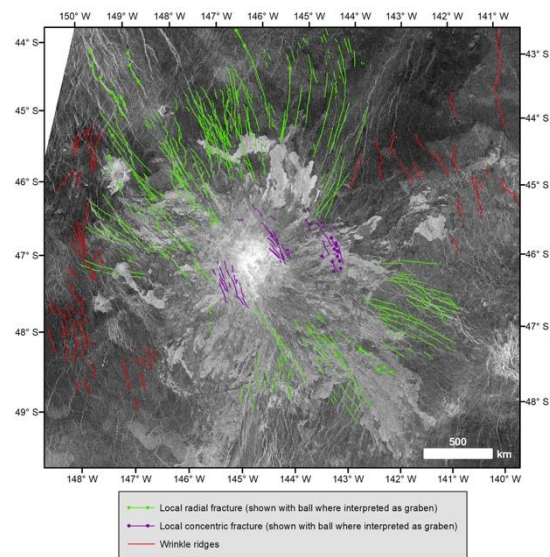 150° W 149° W 148° W 147° W 146° W 145° W 144° W 143° W 142° W 141° W
44° S
43° S
45° S
44° S
46° S
45° S
47° S
46° S
48° S
47° S
49° S
48° S
500
km
148° W 147° W 146° W 145° W 144° W 143° W 142° W 141° W 140° W
Local radial fracture (shown with ball where interpreted as graben)
Local concentric fracture (shown with ball where interpreted as graben)
Wrinkle ridges